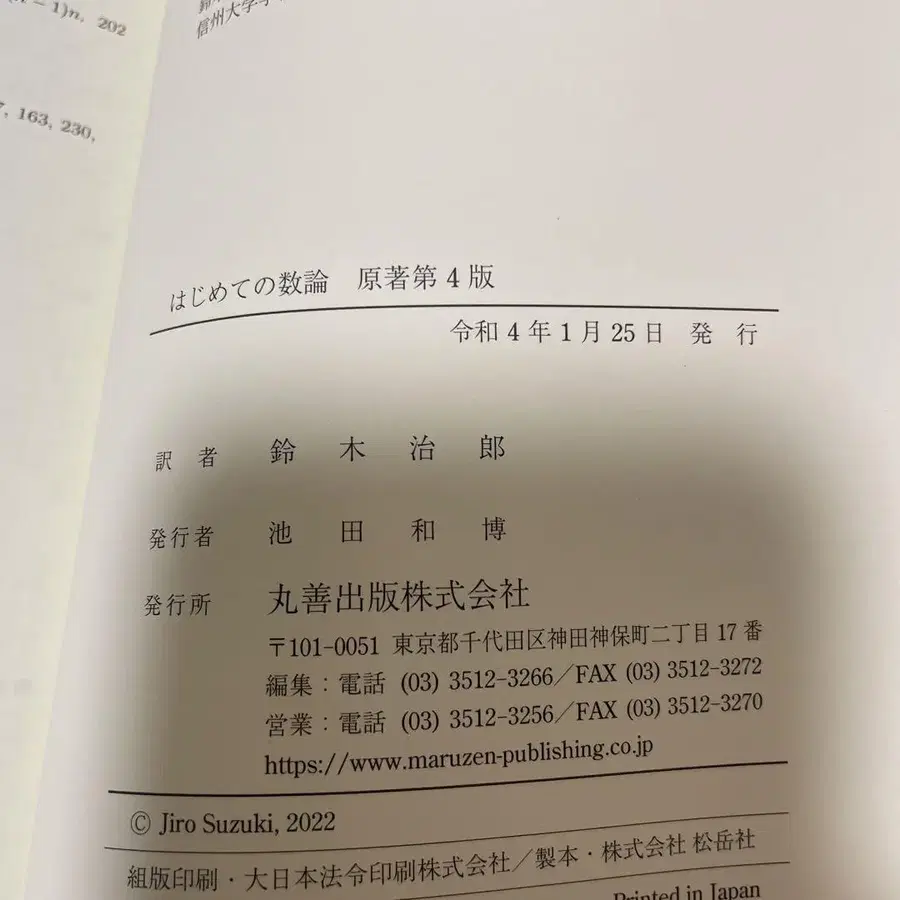 -1)n, 202
163, 230,
信州大学
はじめての数論 原著第4版
令和4年1月25日 発行
訳者 鈴木治郎
発行者 池田和博
発行所 丸善出版株式会社
〒101-0051 東京都千代田区神田神保町二丁目17番
編集:電話 (03) 3512-3266/FAX (03) 3512-3272
営業:電話 (03) 3512-3256/FAX (03) 3512-3270
https://www.maruzen-publishing.co.jp
© Jiro Suzuki, 2022
組版印刷・大日本法令印刷株式会社/製本・株式会社 松岳社
Printed in Japan